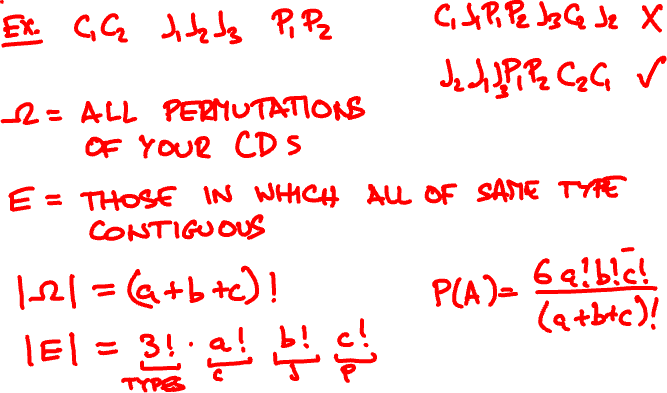 Ex. C₁C₂ J₁J₂J₃ P₁P₂
C₁J₁P₁P₂J₃C₂J₂ X
J₂J₁J₃P₁P₂C₂C₁ ✓
Ω = ALL PERMUTATIONS
OF YOUR CDS
E = THOSE IN WHICH ALL OF SAME TYPE
CONTIGUOUS
|Ω| = (a+b+c)!
|E| = 3! · a! b! c!
TYPES C J P
P(A) = 6 a! b! c! / (a+b+c)!